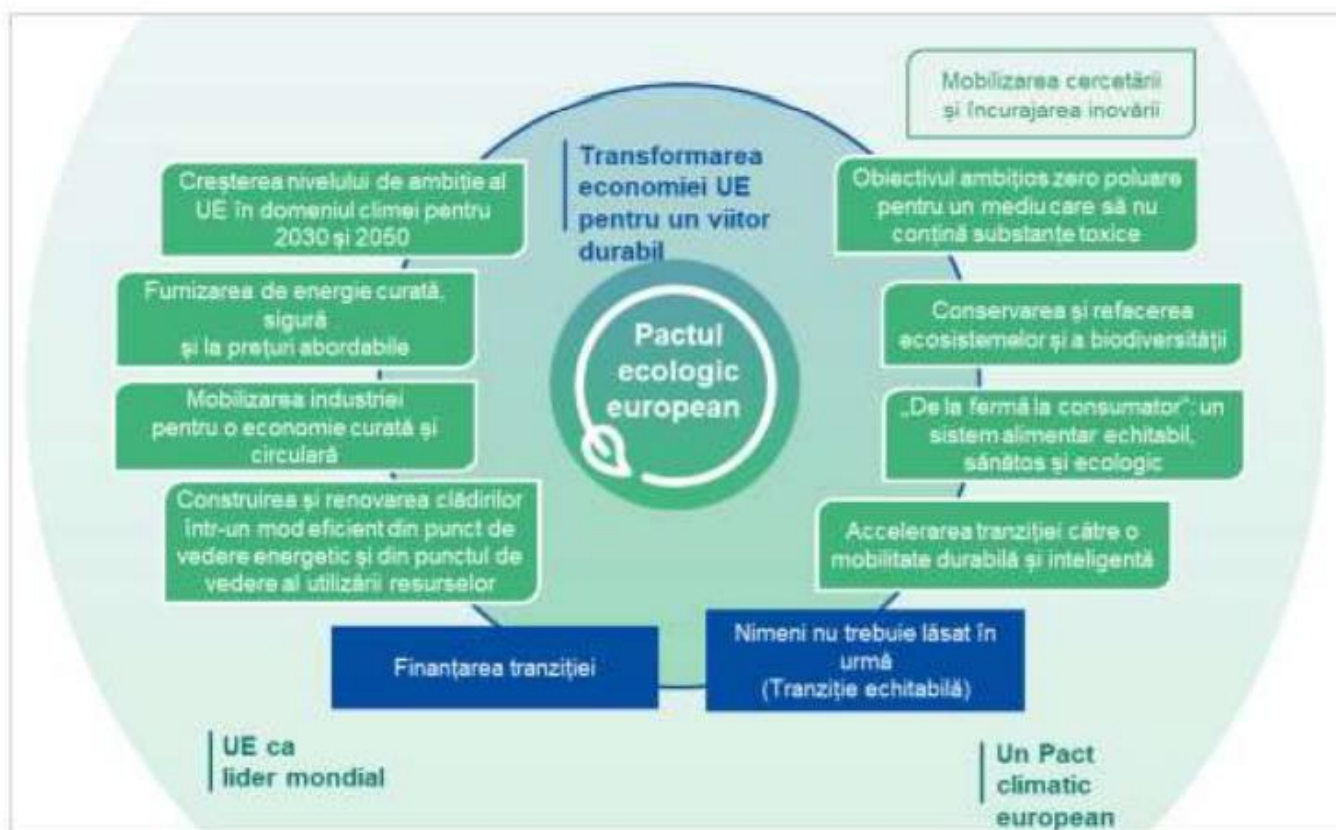 Mobilizarea cercetării
și încurajarea inovării
Transformarea
economiei UE
pentru un viitor
durabil
Creșterea nivelului de ambiție al
UE în domeniul climei pentru
2030 și 2050
Furnizarea de energie curată,
sigură
și la prețuri abordabile
Mobilizarea industriei
pentru o economie curată și
circulară
Construirea și renovarea clădirilor
într-un mod eficient din punct de
vedere energetic și din punctul de
vedere al utilizării resurselor
Pactul
ecologic
european
Obiectivul ambițios zero poluare
pentru un mediu care să nu
conțină substanțe toxice
Conservarea și refacerea
ecosistemelor și a biodiversității
„De la fermă la consumator”: un
sistem alimentar echitabil,
sănătos și ecologic
Accelerarea tranziției către o
mobilitate durabilă și inteligentă
Finanțarea tranziției
Nimeni nu trebuie lăsat în
urmă
(Tranziție echitabilă)
UE ca
lider mondial
Un Pact
climatic
european